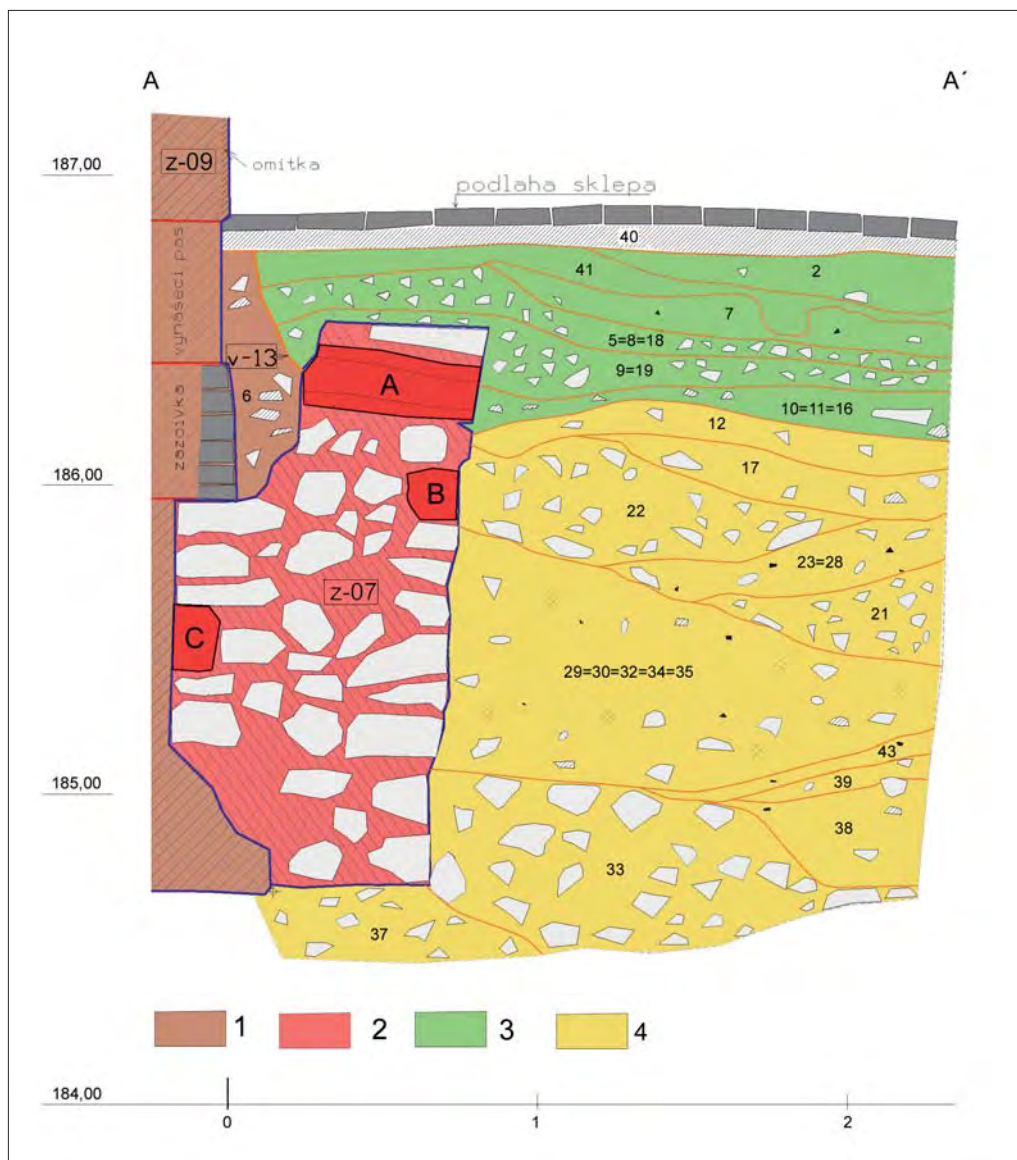 A A´
z-09
omitka
187,00
podlaha sklepa
40
vynaseci pas
41
2
7
v-13
5=8=18
9=19
A
6
10=11=16
zazdivka
12
17
186,00
B
22
23=28
z-07
21
C
29=30=32=34=35
43
185,00
39
38
33
37
1 2 3 4
184,00
0 1 2